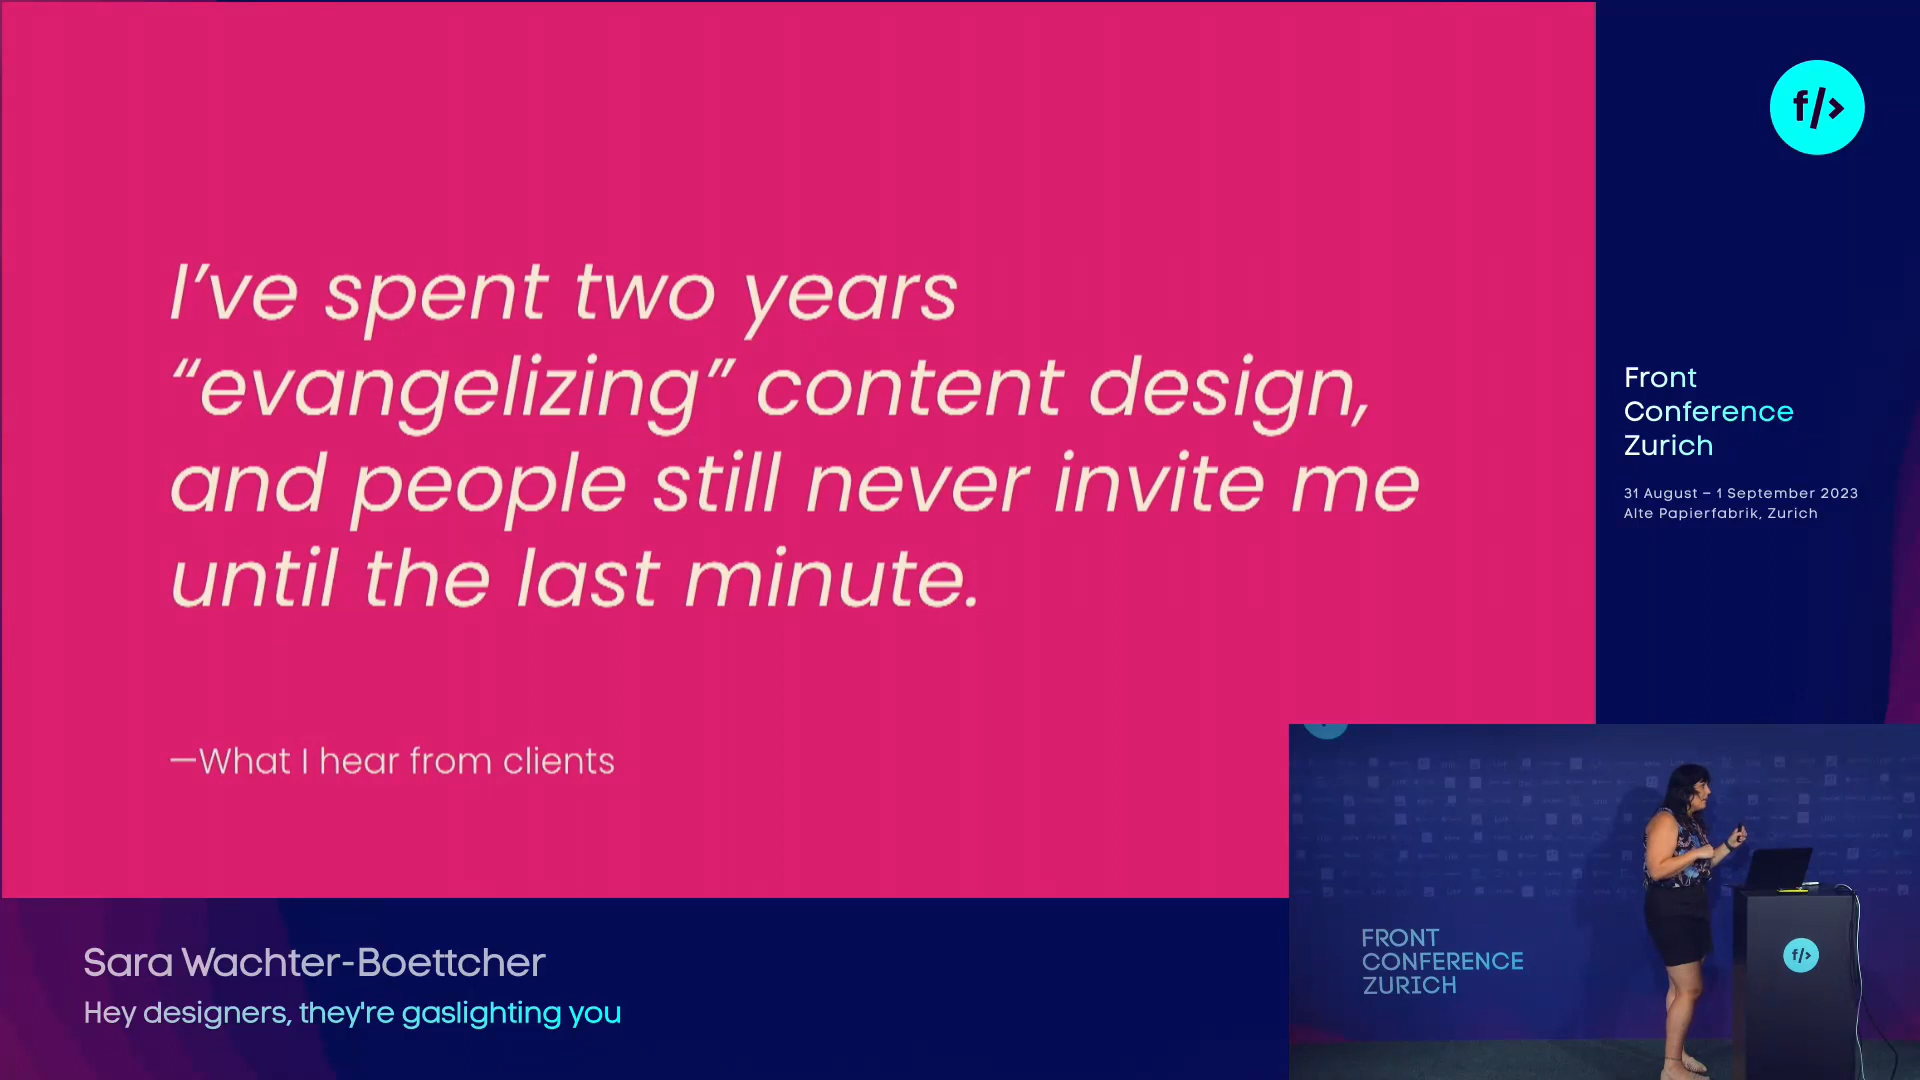 I’ve spent two years
“evangelizing” content design,
and people still never invite me
until the last minute.
—What I hear from clients
f/>
Front
Conference
Zurich
31 August – 1 September 2023
Alte Papierfabrik, Zurich
Sara Wachter-Boettcher
Hey designers, they're gaslighting you
FRONT
CONFERENCE
ZURICH
f/>